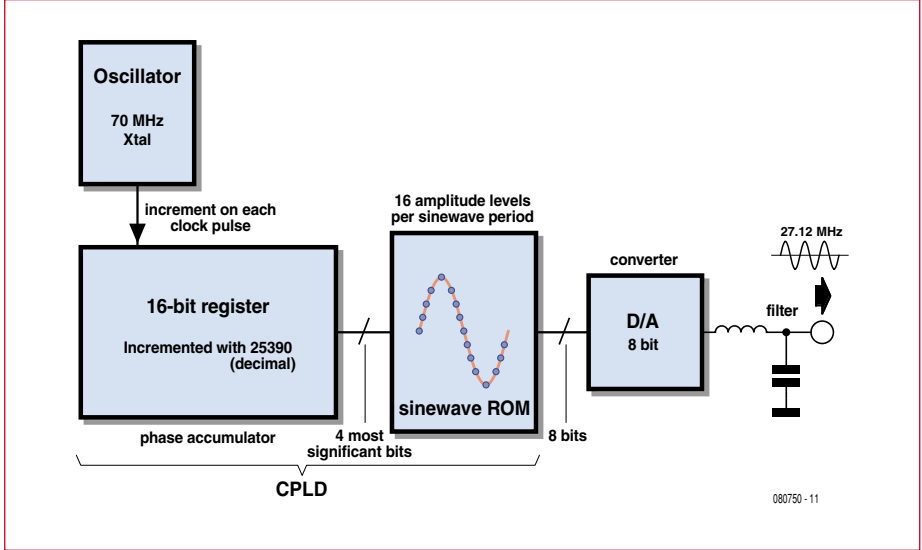 Oscillator
70 MHz
Xtal
increment on each
clock pulse
16-bit register
Incremented with 25390
(decimal)
phase accumulator
4 most
significant bits
16 amplitude levels
per sinewave period
sinewave ROM
8 bits
converter
D/A
8 bit
filter
27.12 MHz
CPLD
080750 - 11